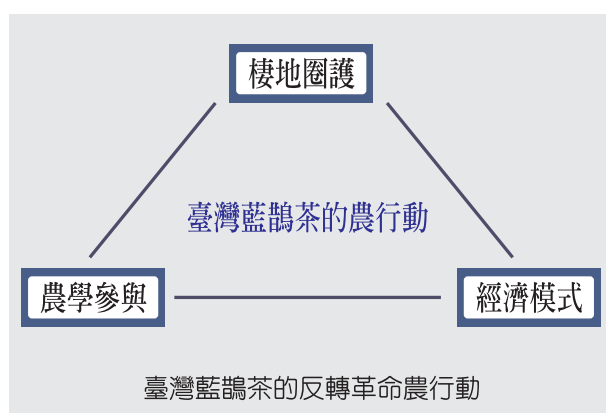 棲地圈護
臺灣藍鵲茶的農行動
農學參與
經濟模式
臺灣藍鵲茶的反轉革命農行動